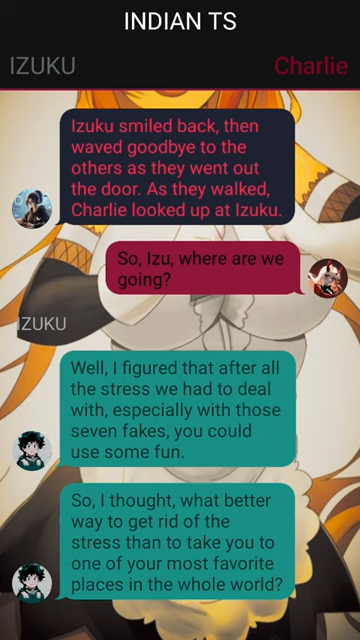 INDIAN TS
IZUKU
Charlie
Izuku smiled back, then
waved goodbye to the
others as they went out
the door. As they walked,
Charlie looked up at Izuku.
So, Izu, where are we
going?
IZUKU
Well, I figured that after all
the stress we had to deal
with, especially with those
seven fakes, you could
use some fun.
So, I thought, what better
way to get rid of the
stress than to take you to
one of your most favorite
places in the whole world?